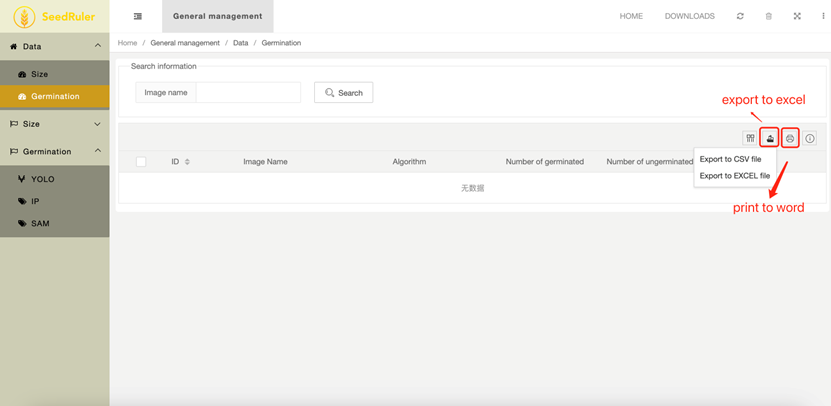 SeedRuler
General management
HOME
DOWNLOADS
Data
Home / General management / Data / Germination
Search information
Size
Image name
Search
Germination
export to excel
Size
Germination
ID
Image Name
Algorithm
Number of germinated
Number of ungerminated
Export to CSV file
Export to EXCEL file
YOLO
无数据
IP
print to word
SAM